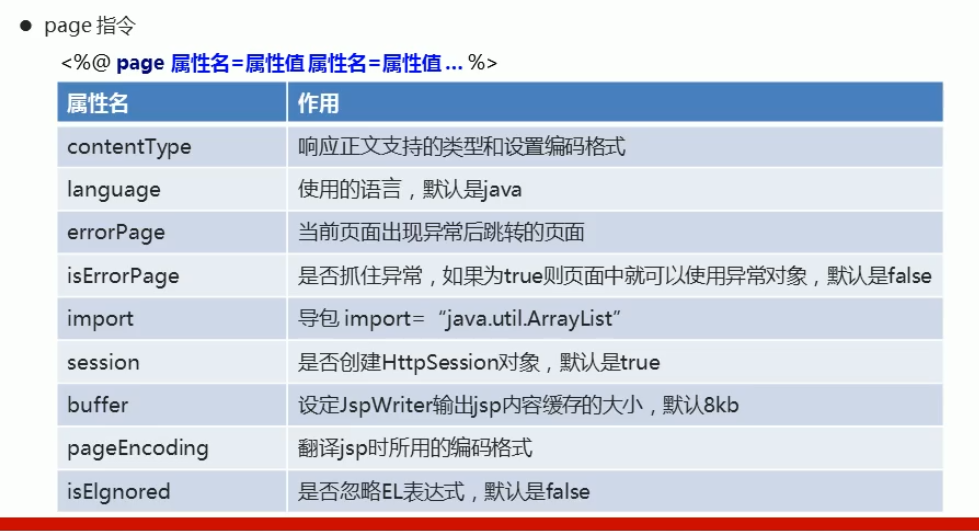 ● page 指令
<%@ page 属性名=属性值 属性名=属性值 ... %>
属性名 作用
contentType 响应正文支持的类型和设置编码格式
language 使用的语言，默认是java
errorPage 当前页面出现异常后跳转的页面
isErrorPage 是否抓住异常，如果为true则页面中就可以使用异常对象，默认是false
import 导包 import=“java.util.ArrayList”
session 是否创建HttpSession对象，默认是true
buffer 设定JspWriter输出jsp内容缓存的大小，默认8kb
pageEncoding 翻译jsp时所用的编码格式
isElgnored 是否忽略EL表达式，默认是false